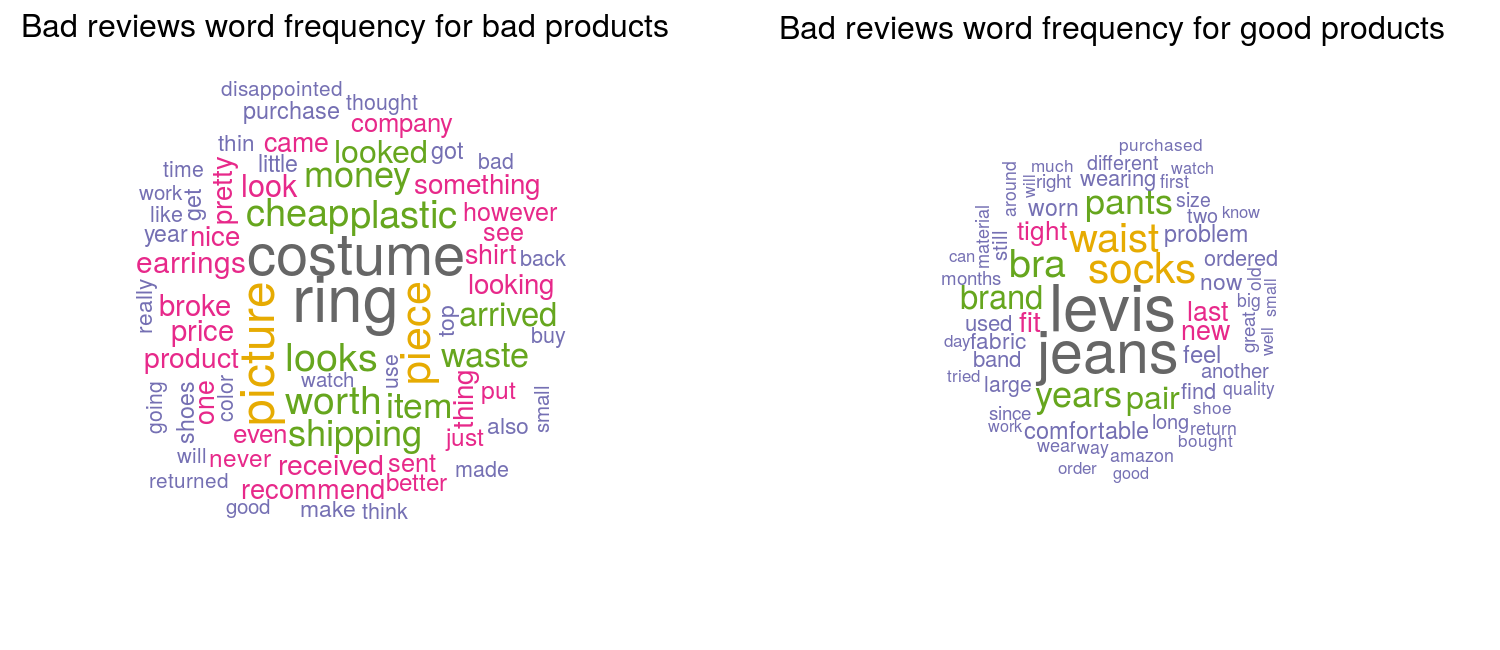 Bad reviews word frequency for bad products
disappointed
purchase thought
company
thin came looked got
time little money bad
work get pretty look something
like cheap plastic however
year nice see
earrings costume shirt back
really broke ring looking
price picture piece top arrived
product looks waste buy
watch use
going shoes one color worth item thing put small
even shipping just also
will never received sent made
returned recommend better
good make think
Bad reviews word frequency for good products
purchased
around much different watch
will right wearing first
worn pants size
material still tight waist two know
can bra socks problem
months ordered
brand levis now old
used fit last big small
day fabric jeans new great well
band feel
tried large another
years pair find quality
since shoe
work comfortable long return
wear way bought
amazon
order good